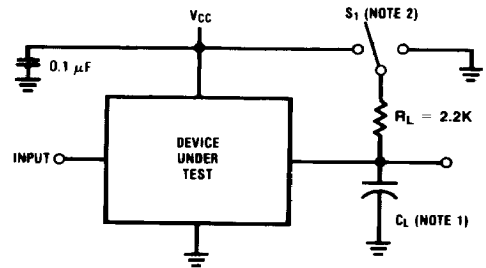 VCC
S1 (NOTE 2)
0.1 μF
RL = 2.2K
INPUT
DEVICE
UNDER
TEST
CL (NOTE 1)